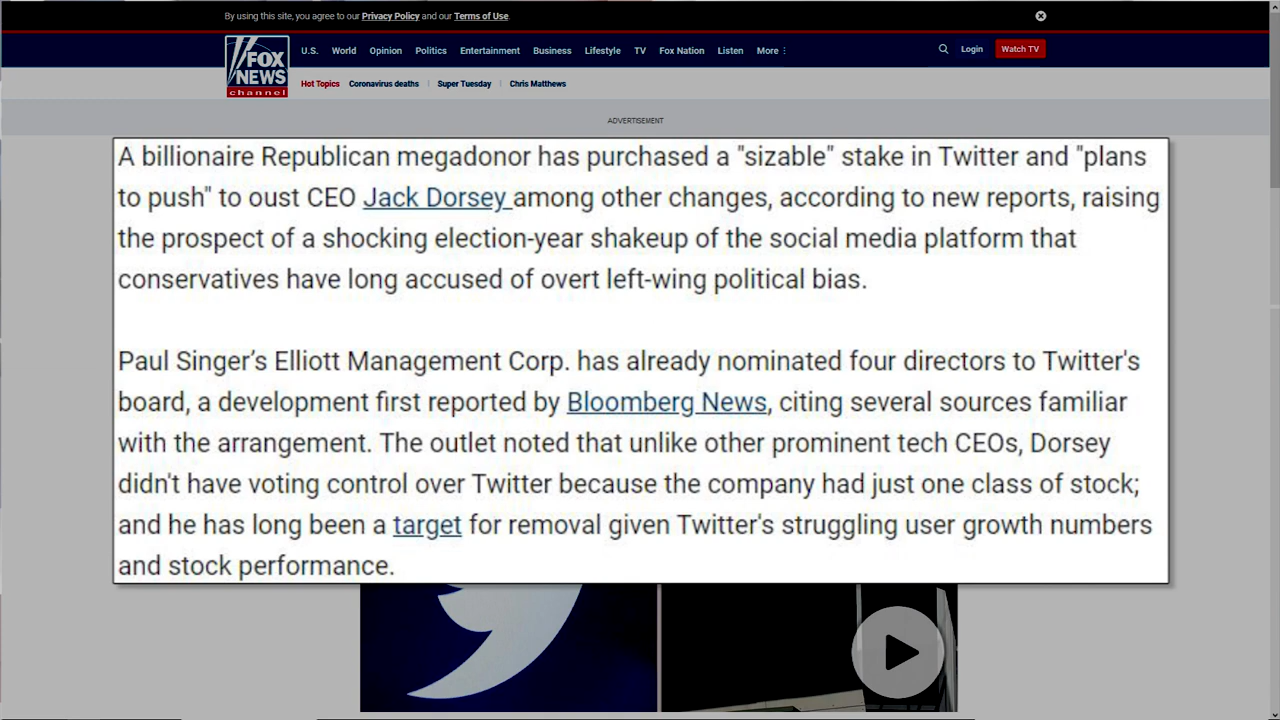 By using this site, you agree to our Privacy Policy and our Terms of Use.
FOX
NEWS
channel
U.S. World Opinion Politics Entertainment Business Lifestyle TV Fox Nation Listen More Login Watch TV
Hot Topics Coronavirus deaths Super Tuesday Chris Matthews
ADVERTISEMENT
A billionaire Republican megadonor has purchased a "sizable" stake in Twitter and "plans
to push" to oust CEO Jack Dorsey among other changes, according to new reports, raising
the prospect of a shocking election-year shakeup of the social media platform that
conservatives have long accused of overt left-wing political bias.
Paul Singer’s Elliott Management Corp. has already nominated four directors to Twitter's
board, a development first reported by Bloomberg News, citing several sources familiar
with the arrangement. The outlet noted that unlike other prominent tech CEOs, Dorsey
didn't have voting control over Twitter because the company had just one class of stock;
and he has long been a target for removal given Twitter's struggling user growth numbers
and stock performance.